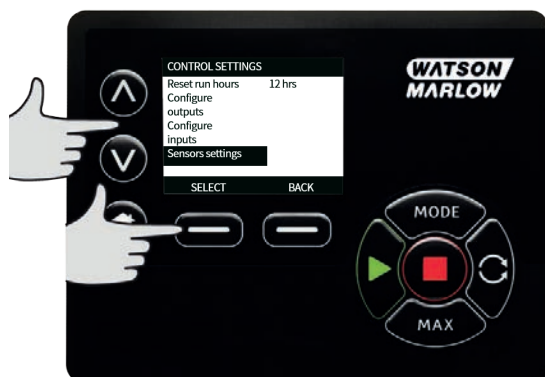 CONTROL SETTINGS
Reset run hours 12 hrs
Configure
outputs
Configure
inputs
Sensors settings
SELECT BACK
WATSON
MARLOW
MODE
MAX